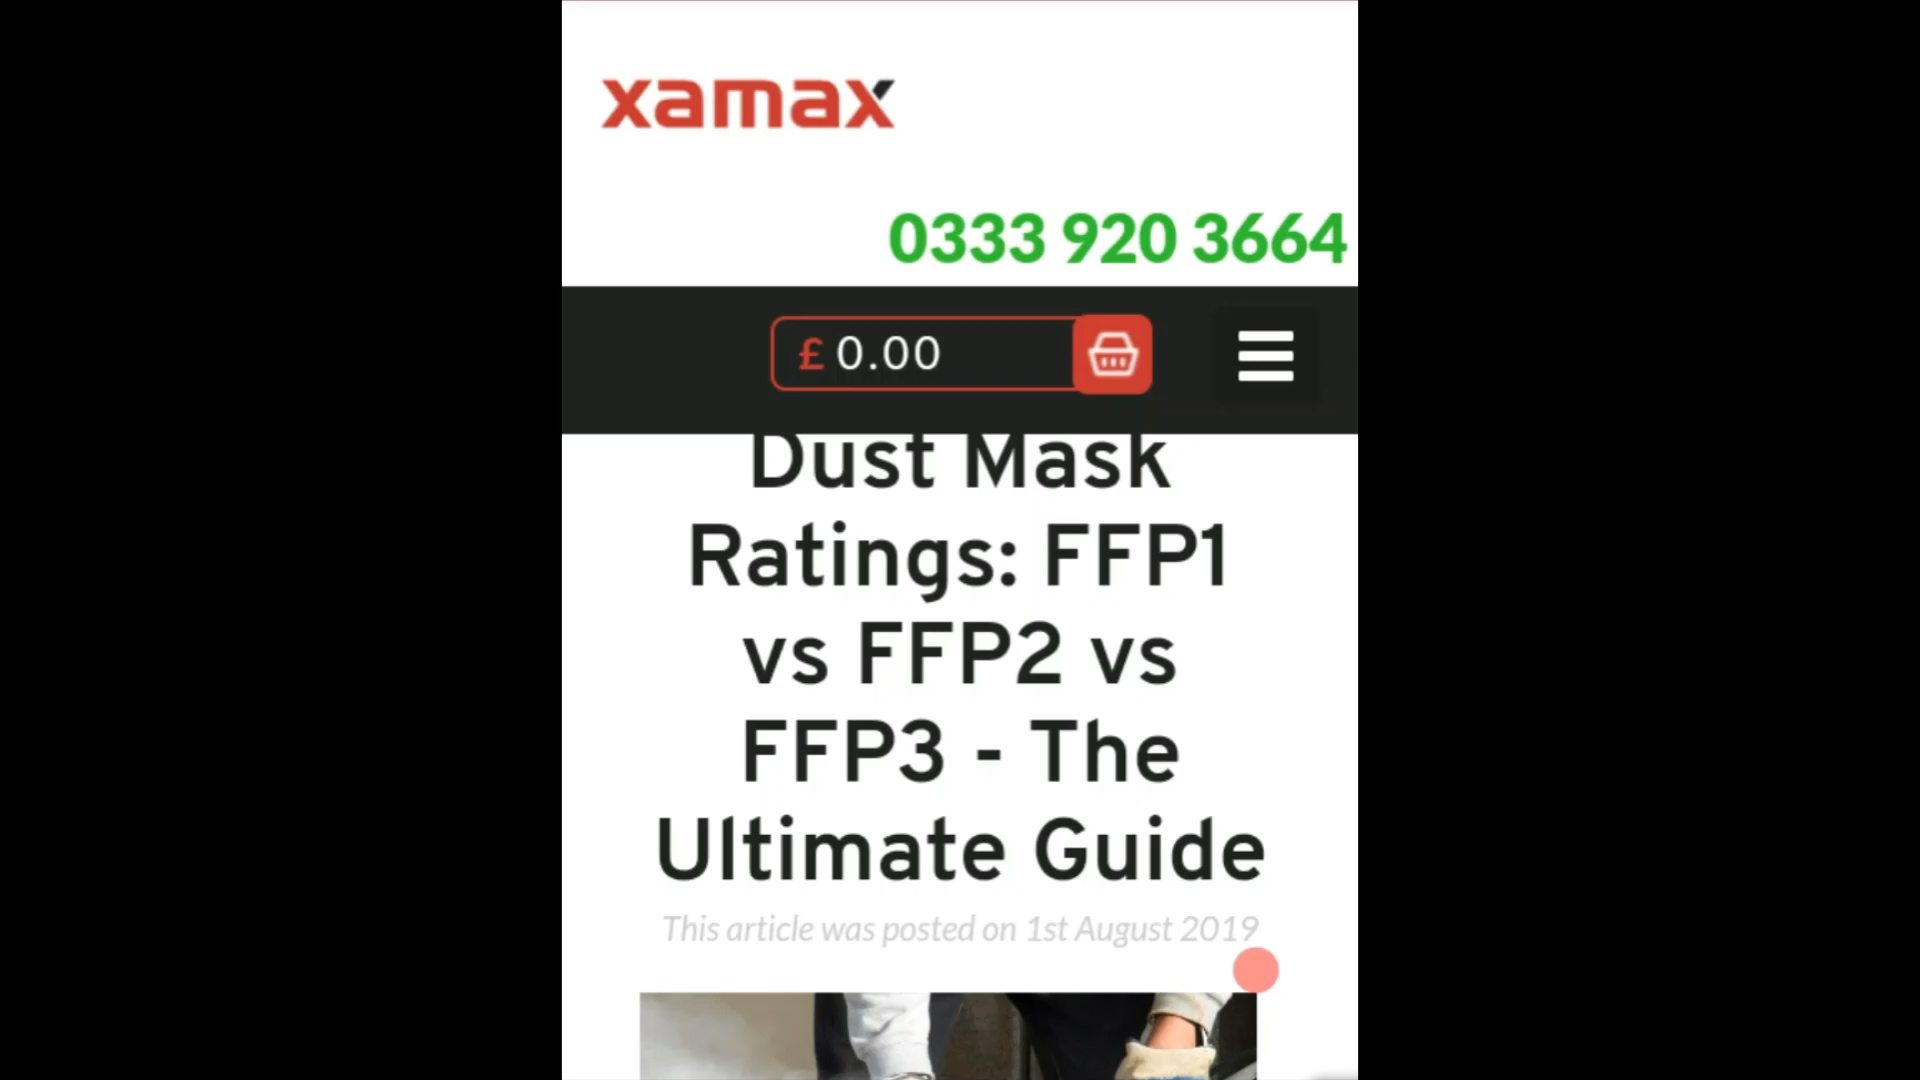 xamax
0333 920 3664
£ 0.00
Dust Mask
Ratings: FFP1
vs FFP2 vs
FFP3 - The
Ultimate Guide
This article was posted on 1st August 2019